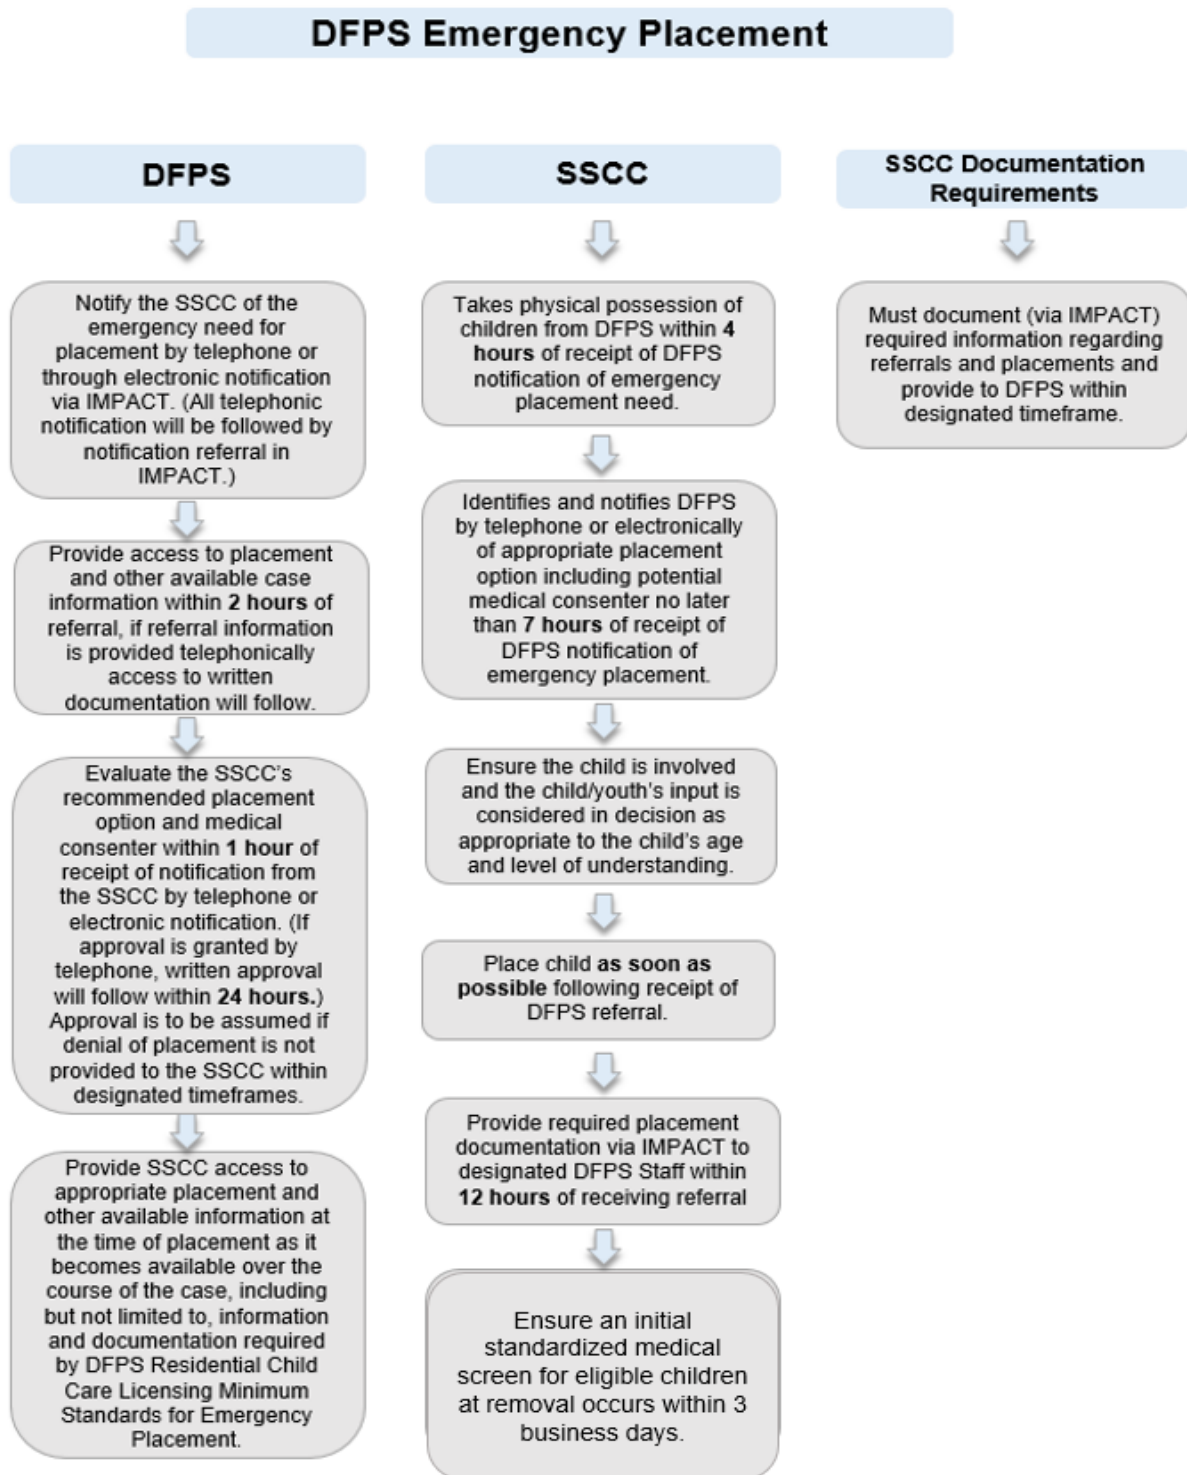 DFPS Emergency Placement
DFPS
Notify the SSCC of the
emergency need for
placement by telephone or
through electronic notification
via IMPACT. (All telephonic
notification will be followed by
notification referral in
IMPACT.)
Provide access to placement
and other available case
information within 2 hours of
referral, if referral information
is provided telephonically
access to written
documentation will follow.
Evaluate the SSCC’s
recommended placement
option and medical
consenter within 1 hour of
receipt of notification from
the SSCC by telephone or
electronic notification. (If
approval is granted by
telephone, written approval
will follow within 24 hours.)
Approval is to be assumed if
denial of placement is not
provided to the SSCC within
designated timeframes.
Provide SSCC access to
appropriate placement and
other available information at
the time of placement as it
becomes available over the
course of the case, including
but not limited to, information
and documentation required
by DFPS Residential Child
Care Licensing Minimum
Standards for Emergency
Placement.
SSCC
Takes physical possession of
children from DFPS within 4
hours of receipt of DFPS
notification of emergency
placement need.
Identifies and notifies DFPS
by telephone or electronically
of appropriate placement
option including potential
medical consenter no later
than 7 hours of receipt of
DFPS notification of
emergency placement.
Ensure the child is involved
and the child/youth’s input is
considered in decision as
appropriate to the child’s age
and level of understanding.
Place child as soon as
possible following receipt of
DFPS referral.
Provide required placement
documentation via IMPACT to
designated DFPS Staff within
12 hours of receiving referral
Ensure an initial
standardized medical
screen for eligible children
at removal occurs within 3
business days.
SSCC Documentation
Requirements
Must document (via IMPACT)
required information regarding
referrals and placements and
provide to DFPS within
designated timeframe.